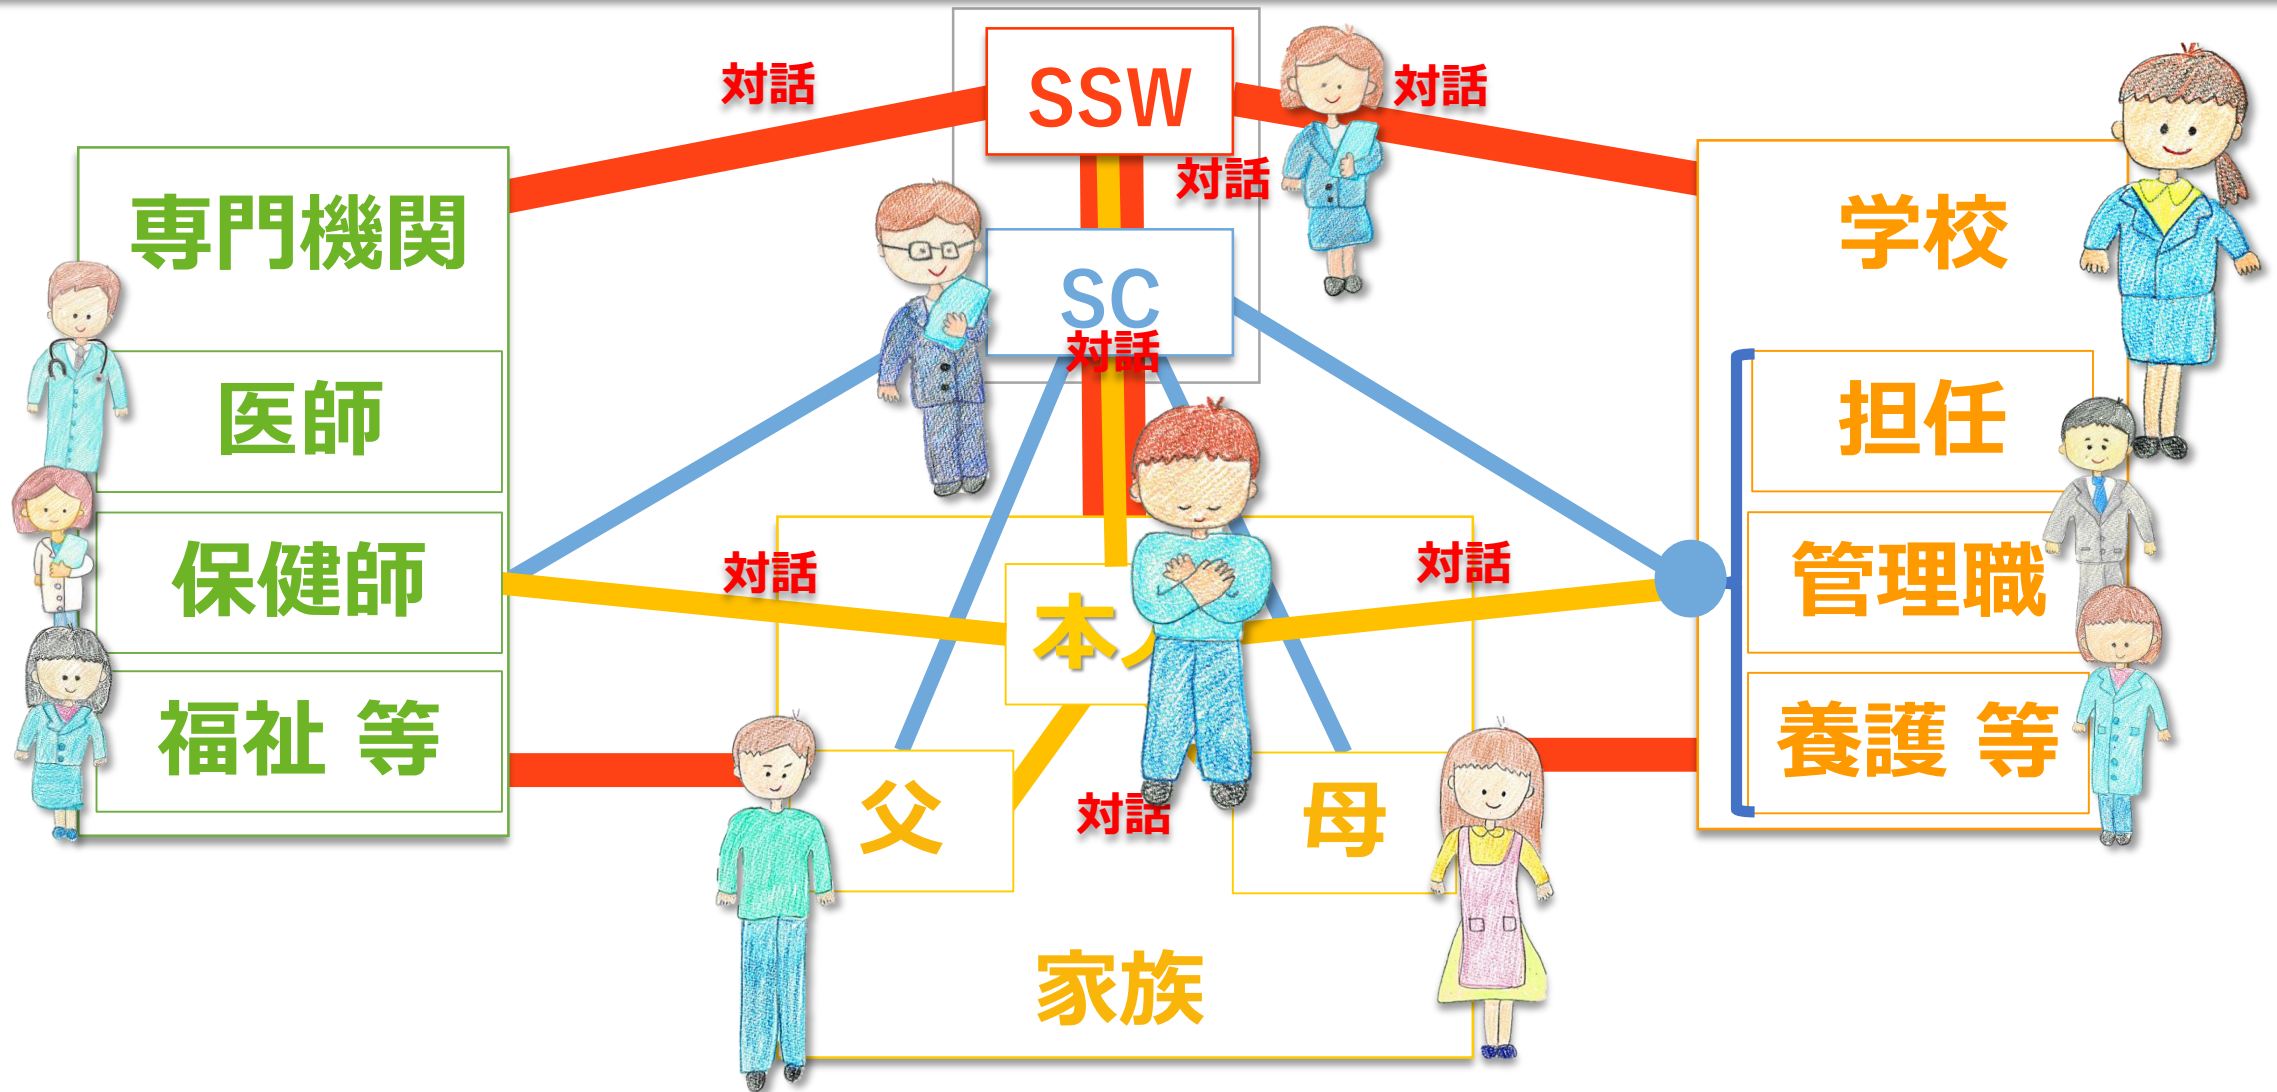 対話
SSW
対話
対話
専門機関
学校
SC
対話
医師
担任
保健師
対話
対話
管理職
本人
福祉 等
養護 等
父
対話
母
家族